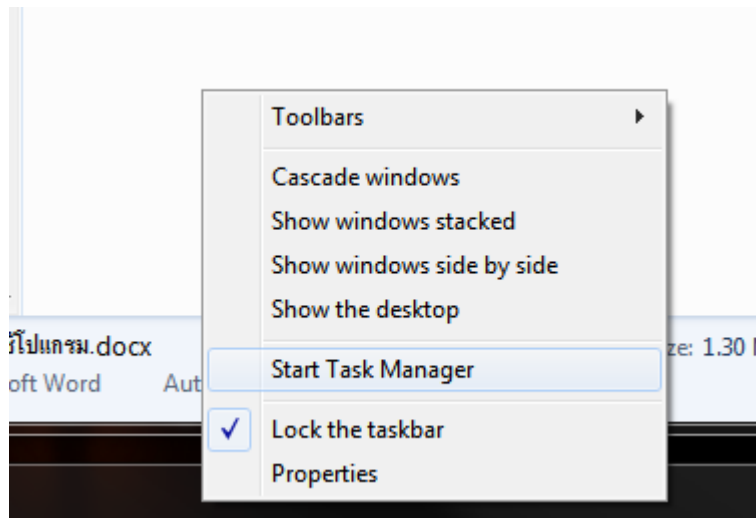 Toolbars
Cascade windows
Show windows stacked
Show windows side by side
Show the desktop
โปแกรม.docx
ze: 1.30
Start Task Manager
oft Word Aut
Lock the taskbar
Properties